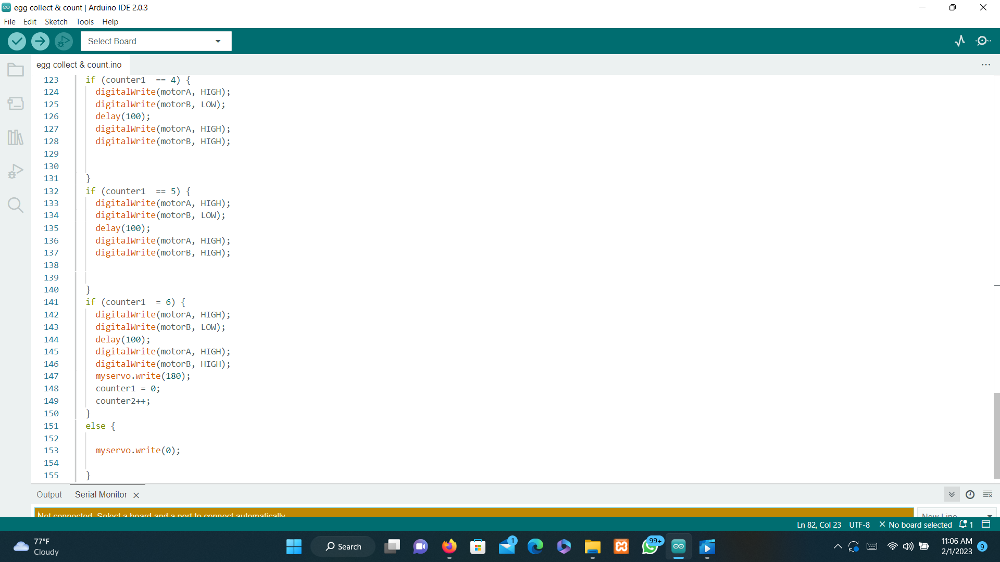 egg collect & count | Arduino IDE 2.0.3
File Edit Sketch Tools Help
Select Board
egg collect & count.ino
123 if (counter1  == 4) {
124 digitalWrite(motorA, HIGH);
125 digitalWrite(motorB, LOW);
126 delay(100);
127 digitalWrite(motorA, HIGH);
128 digitalWrite(motorB, HIGH);
129
130
131 }
132 if (counter1  == 5) {
133 digitalWrite(motorA, HIGH);
134 digitalWrite(motorB, LOW);
135 delay(100);
136 digitalWrite(motorA, HIGH);
137 digitalWrite(motorB, HIGH);
138
139
140 }
141 if (counter1  = 6) {
142 digitalWrite(motorA, HIGH);
143 digitalWrite(motorB, LOW);
144 delay(100);
145 digitalWrite(motorA, HIGH);
146 digitalWrite(motorB, HIGH);
147 myservo.write(180);
148 counter1 = 0;
149 counter2++;
150 }
151 else {
152
153 myservo.write(0);
154
155 }
Output Serial Monitor
Not connected. Select a board and a port to connect automatically.
New Line
Ln 82, Col 23 UTF-8 No board selected 1
77°F
Cloudy
Search
1
99+
11:06 AM
2/1/2023
9